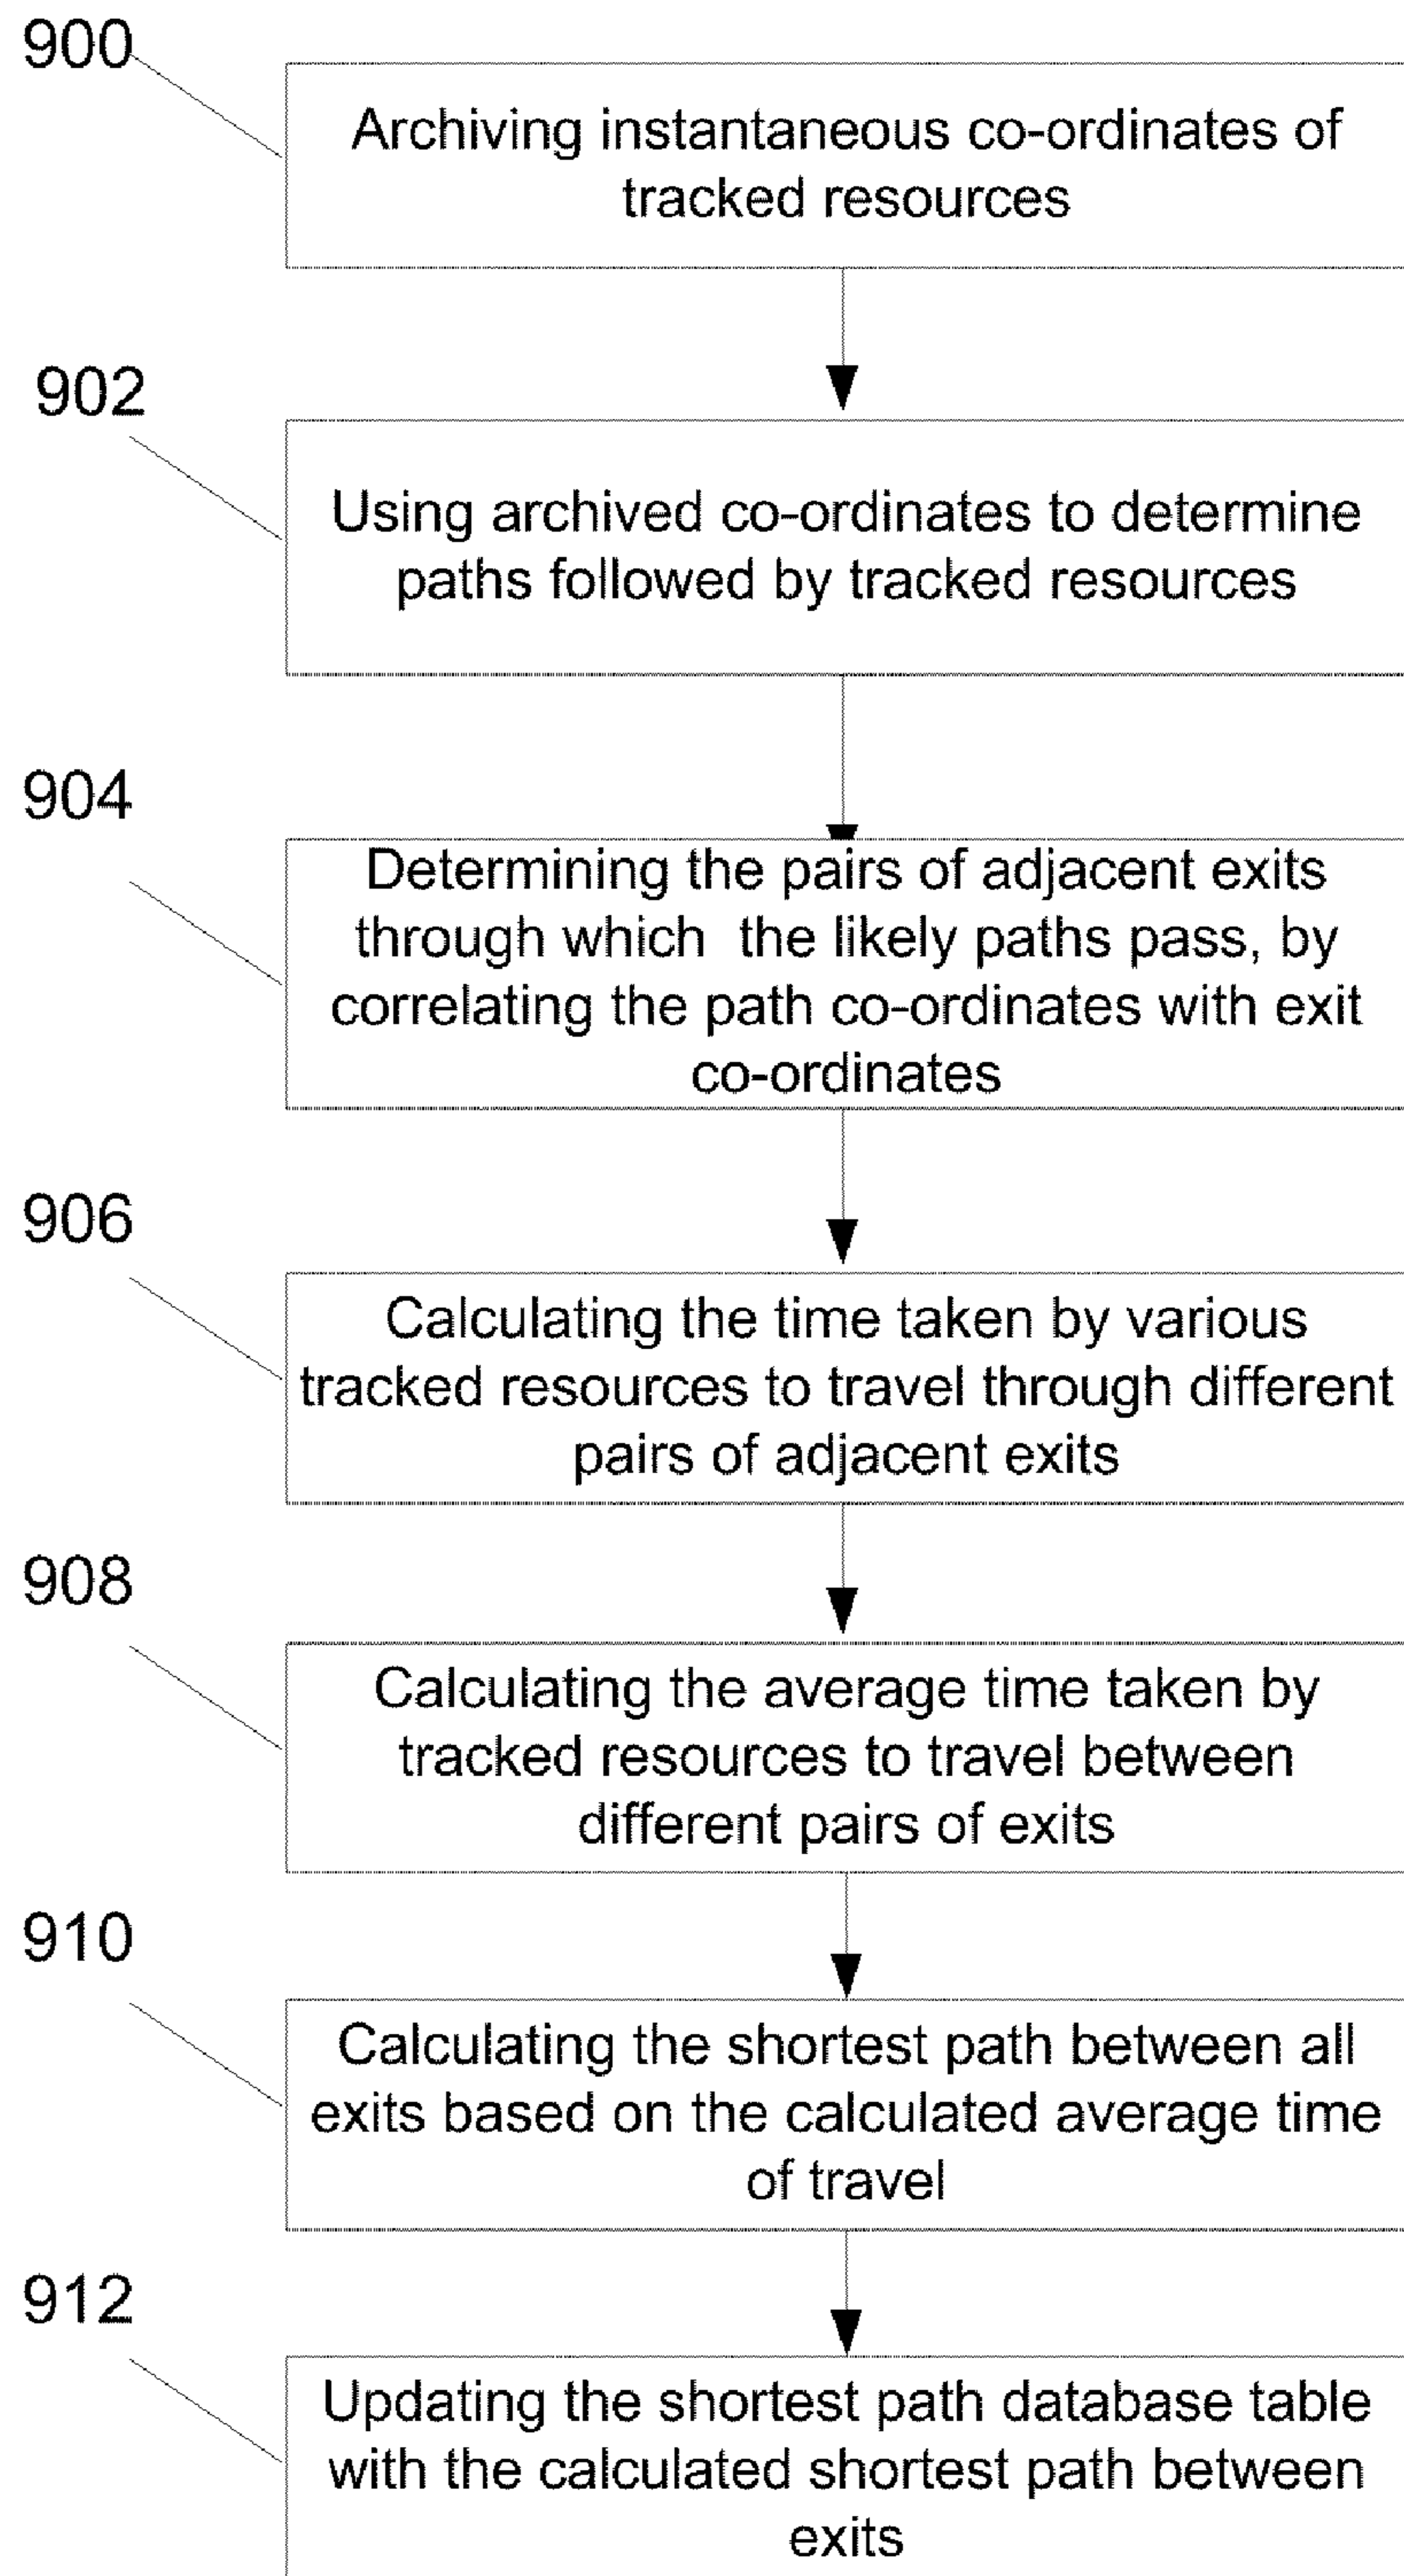 900
Archiving instantaneous co-ordinates of
tracked resources
902
Using archived co-ordinates to determine
paths followed by tracked resources
904
Determining the pairs of adjacent exits
through which the likely paths pass, by
correlating the path co-ordinates with exit
co-ordinates
906
Calculating the time taken by various
tracked resources to travel through different
pairs of adjacent exits
908
Calculating the average time taken by
tracked resources to travel between
different pairs of exits
910
Calculating the shortest path between all
exits based on the calculated average time
of travel
912
Updating the shortest path database table
with the calculated shortest path between
exits